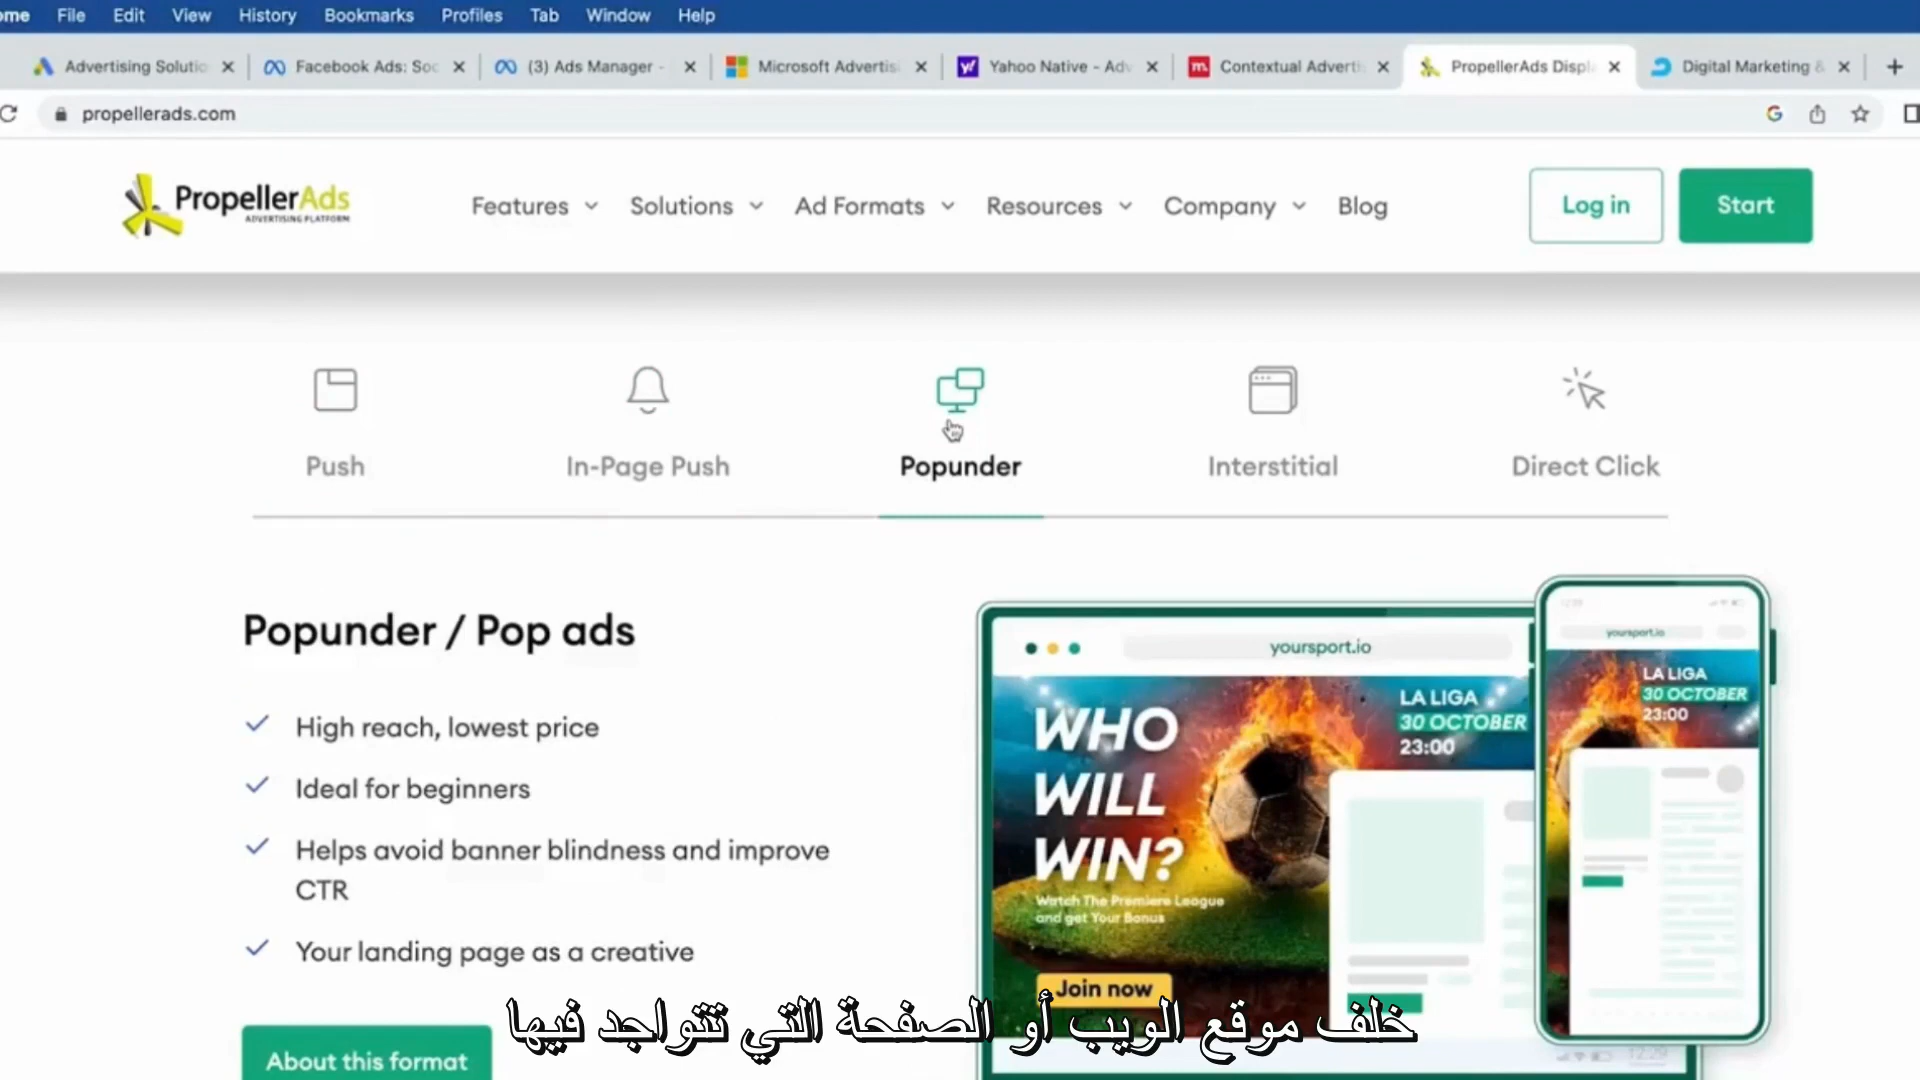 ome File Edit View History Bookmarks Profiles Tab Window Help
Advertising Solutio Facebook Ads: Soc (3) Ads Manager - Microsoft Advertis Yahoo Native - Adv Contextual Adverti PropellerAds Displ Digital Marketing &
propellerads.com
PropellerAds
ADVERTISING PLATFORM
Features Solutions Ad Formats Resources Company Blog Log in Start
Push In-Page Push Popunder Interstitial Direct Click
Popunder / Pop ads
High reach, lowest price
Ideal for beginners
Helps avoid banner blindness and improve
CTR
Your landing page as a creative
About this format
yoursport.io
LA LIGA
30 OCTOBER
23:00
WHO
WILL
WIN?
Watch The Premiere League
and get Your Bonus
Join now
yoursport.io
LA LIGA
30 OCTOBER
23:00
12:29
خلف موقع الويب أو الصفحة التي تتواجد فيها